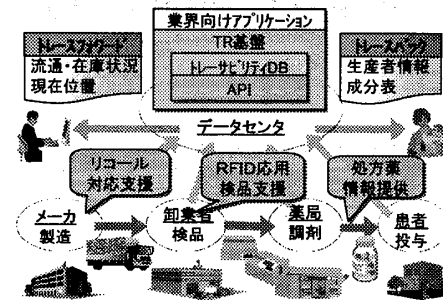 業界向けアプリケーション
TR基盤
トレーサビリティDB
API
トレースフォワード
流通・在庫状況
現在位置
トレースバック
生産者情報
成分表
データセンタ
リコール
対応支援
RFID応用
検品支援
処方薬
情報提供
メーカ
製造
卸業者
検品
薬局
調剤
患者
投与